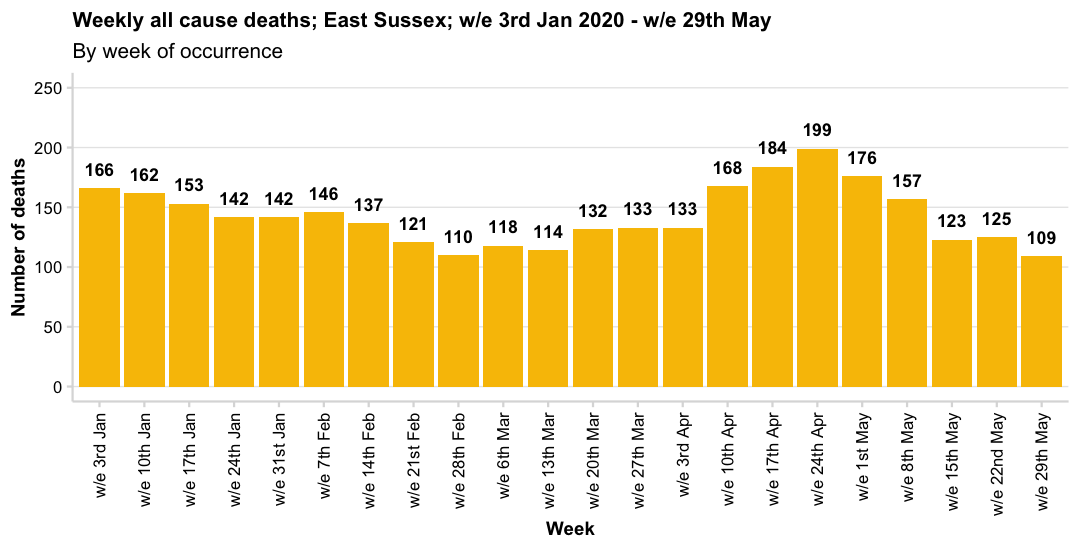 Weekly all cause deaths; East Sussex; w/e 3rd Jan 2020 - w/e 29th May
By week of occurrence
Number of deaths
250
200
150
100
50
0
166
162
153
142
142
146
137
121
110
118
114
132
133
133
168
184
199
176
157
123
125
109
w/e 3rd Jan
w/e 10th Jan
w/e 17th Jan
w/e 24th Jan
w/e 31st Jan
w/e 7th Feb
w/e 14th Feb
w/e 21st Feb
w/e 28th Feb
w/e 6th Mar
w/e 13th Mar
w/e 20th Mar
w/e 27th Mar
w/e 3rd Apr
w/e 10th Apr
w/e 17th Apr
w/e 24th Apr
w/e 1st May
w/e 8th May
w/e 15th May
w/e 22nd May
w/e 29th May
Week